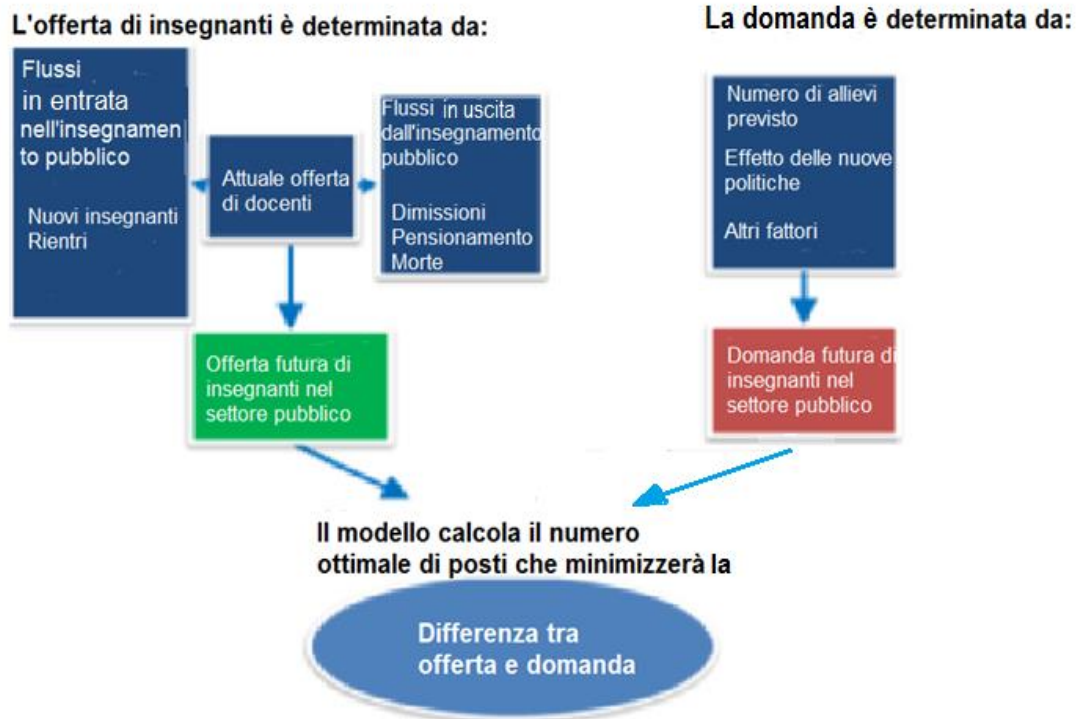 L'offerta di insegnanti è determinata da:
La domanda è determinata da:
Flussi
in entrata
nell'insegnamen
to pubblico
Nuovi insegnanti
Rientri
Attuale offerta
di docenti
Flussi in uscita
dall'insegnamento
pubblico
Dimissioni
Pensionamento
Morte
Numero di allievi
previsto
Effetto delle nuove
politiche
Altri fattori
Offerta futura di
insegnanti nel
settore pubblico
Domanda futura di
insegnanti nel
settore pubblico
Il modello calcola il numero
ottimale di posti che minimizzerà la
Differenza tra
offerta e domanda